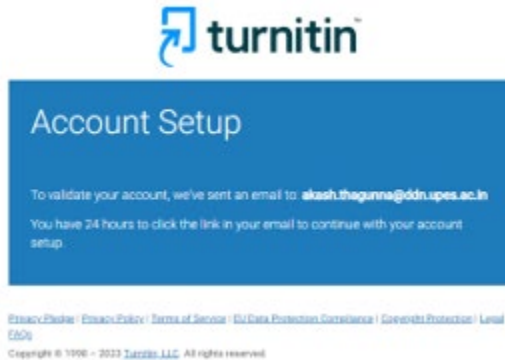 turnitin
Account Setup
To validate your account, we've sent an email to: akash.thagunna@ddn.upes.ac.in
You have 24 hours to click the link in your email to continue with your account
setup.
Privacy Pledge | Privacy Policy | Terms of Service | EU Data Protection Compliance | Copyright Protection | Legal
FAQs
Copyright © 1998 – 2023 Turnitin, LLC. All rights reserved.